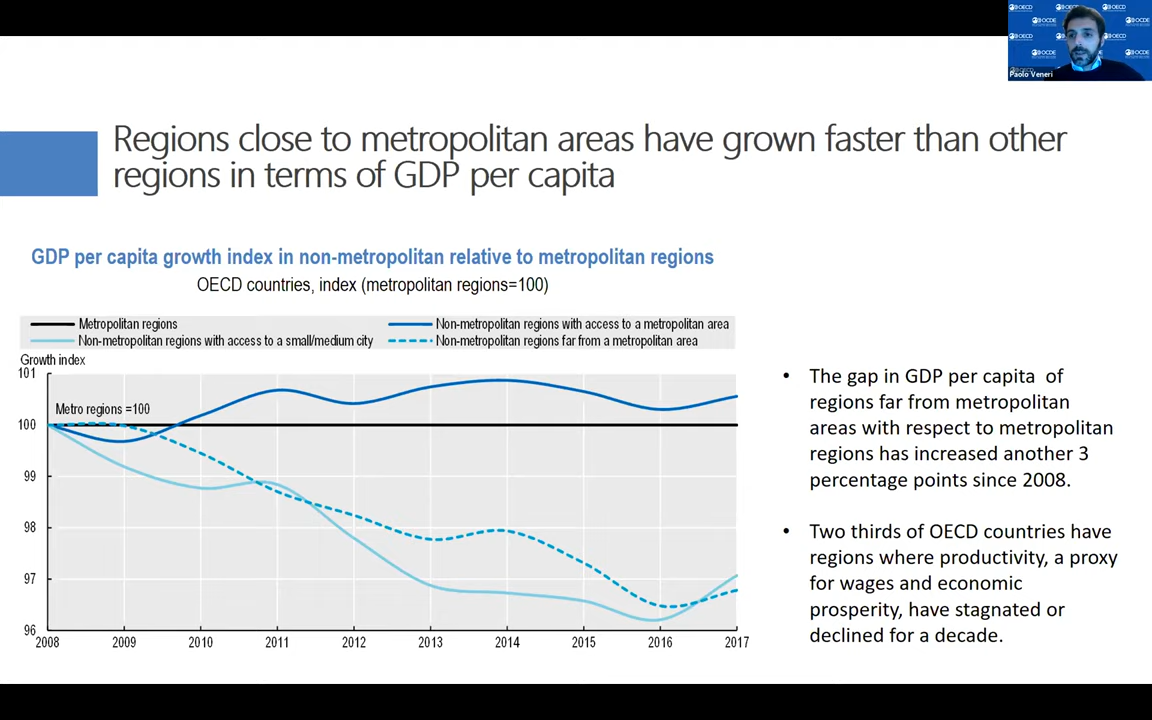 OECD
OCDE
Paolo Veneri
Regions close to metropolitan areas have grown faster than other
regions in terms of GDP per capita
GDP per capita growth index in non-metropolitan relative to metropolitan regions
OECD countries, index (metropolitan regions=100)
Metropolitan regions
Non-metropolitan regions with access to a metropolitan area
Non-metropolitan regions with access to a small/medium city
Non-metropolitan regions far from a metropolitan area
Growth index
101
Metro regions =100
100
99
98
97
96
2008 2009 2010 2011 2012 2013 2014 2015 2016 2017
• The gap in GDP per capita of
regions far from metropolitan
areas with respect to metropolitan
regions has increased another 3
percentage points since 2008.
• Two thirds of OECD countries have
regions where productivity, a proxy
for wages and economic
prosperity, have stagnated or
declined for a decade.